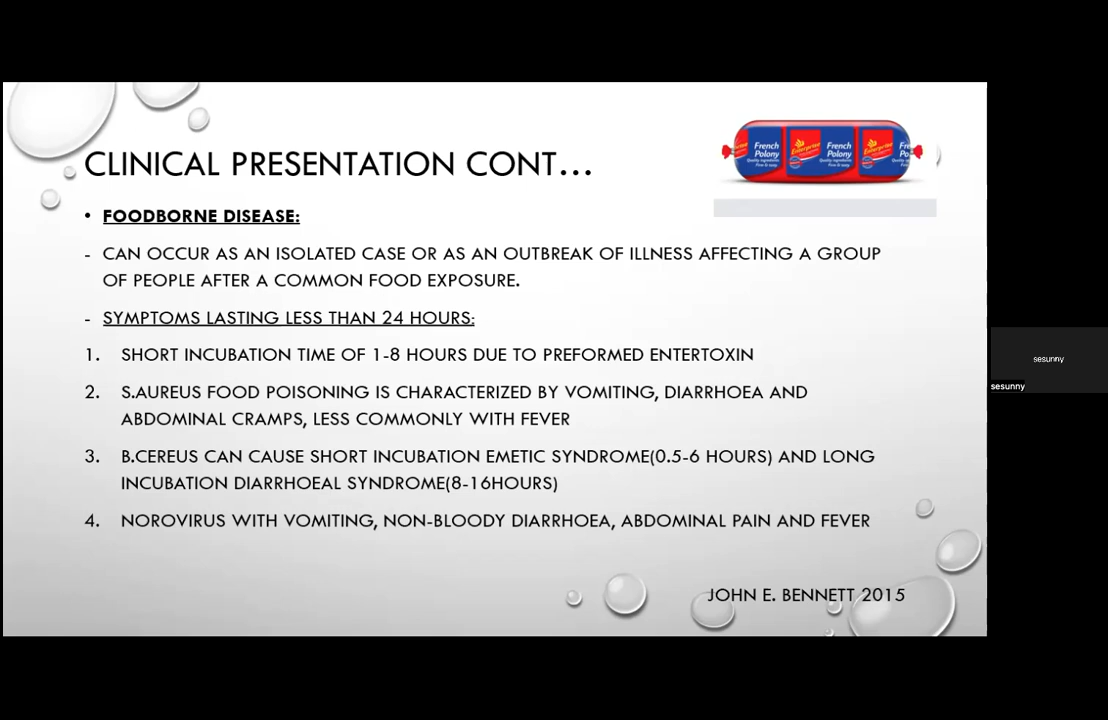 CLINICAL PRESENTATION CONT...
• FOODBORNE DISEASE:
- CAN OCCUR AS AN ISOLATED CASE OR AS AN OUTBREAK OF ILLNESS AFFECTING A GROUP
OF PEOPLE AFTER A COMMON FOOD EXPOSURE.
- SYMPTOMS LASTING LESS THAN 24 HOURS:
1. SHORT INCUBATION TIME OF 1-8 HOURS DUE TO PREFORMED ENTERTOXIN
2. S.AUREUS FOOD POISONING IS CHARACTERIZED BY VOMITING, DIARRHOEA AND
ABDOMINAL CRAMPS, LESS COMMONLY WITH FEVER
3. B.CEREUS CAN CAUSE SHORT INCUBATION EMETIC SYNDROME(0.5-6 HOURS) AND LONG
INCUBATION DIARRHOEAL SYNDROME(8-16HOURS)
4. NOROVIRUS WITH VOMITING, NON-BLOODY DIARRHOEA, ABDOMINAL PAIN AND FEVER
JOHN E. BENNETT 2015
Enterprise
French
Polony
Enterprise
French
Polony
Enterprise
sesunny
sesunny